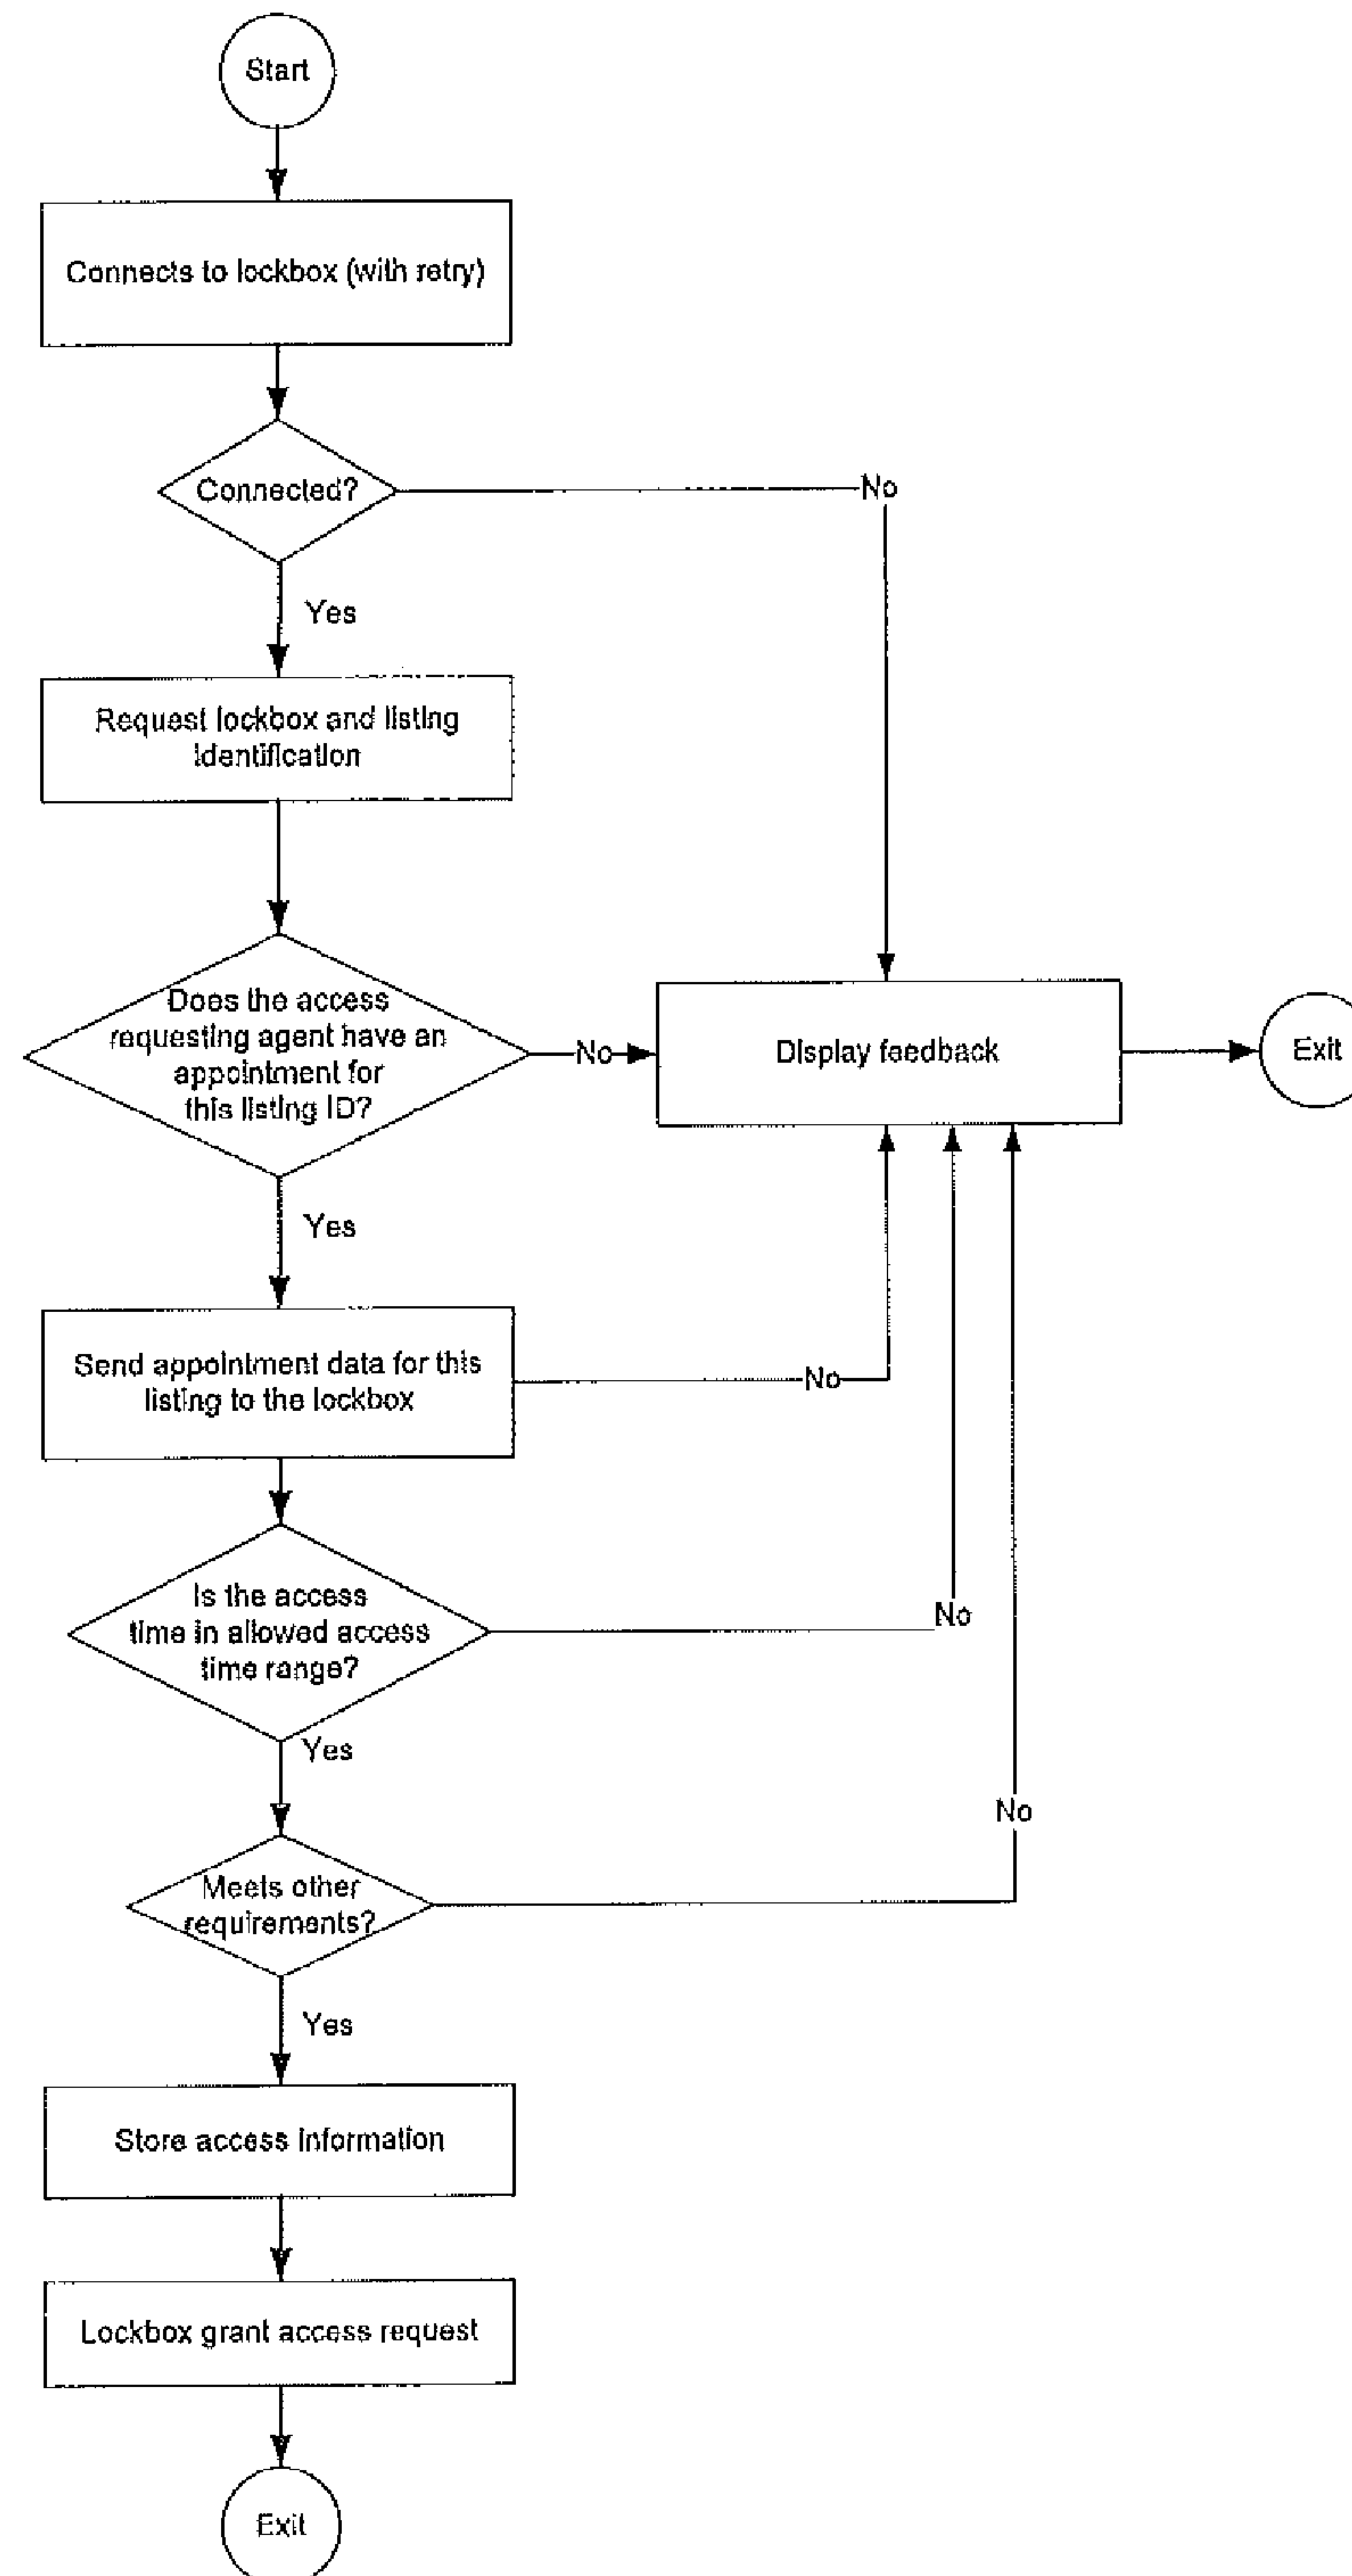 Start
Connects to lockbox (with retry)
Connected?
No
Yes
Request lockbox and listing
identification
Does the access
requesting agent have an
appointment for
this listing ID?
No
Display feedback
Exit
Yes
Send appointment data for this
listing to the lockbox
No
Is the access
time in allowed access
time range?
No
Yes
No
Meets other
requirements?
Yes
Store access information
Lockbox grant access request
Exit